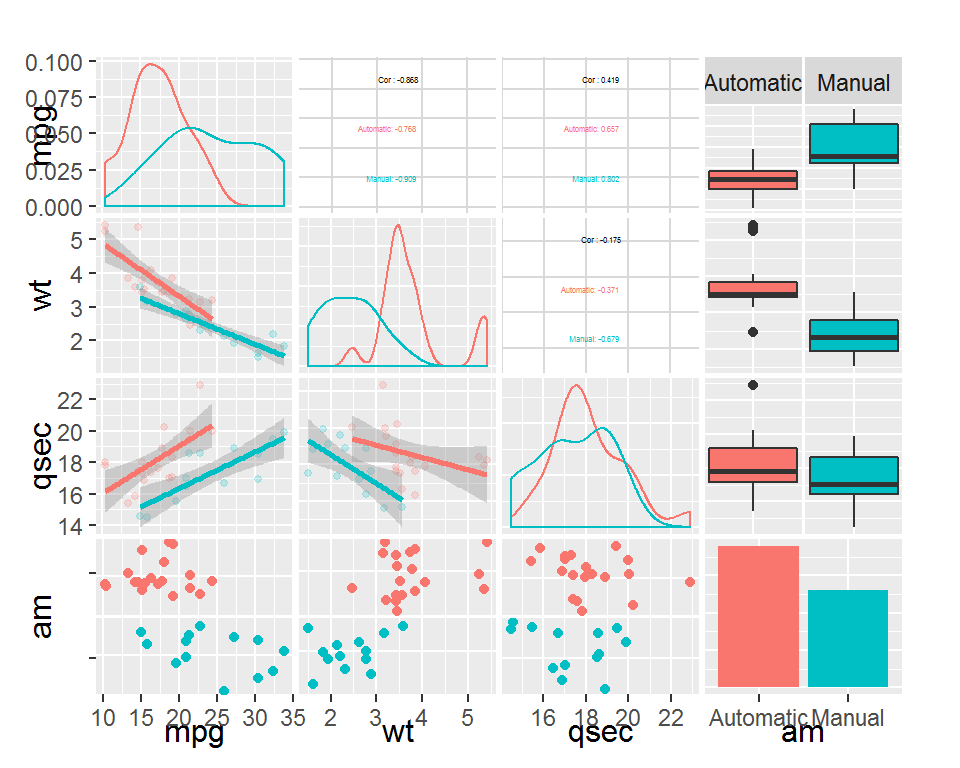 Automatic Manual
mpg
0.100
0.075
0.050
0.025
0.000
Cor : -0.868
Automatic: -0.768
Manual: -0.909
Cor : 0.419
Automatic: 0.657
Manual: 0.802
wt
5
4
3
2
Cor : -0.175
Automatic: -0.371
Manual: -0.679
qsec
22
20
18
16
14
am
10 15 20 25 30 35 2 3 4 5 16 18 20 22 Automatic Manual
mpg wt qsec am